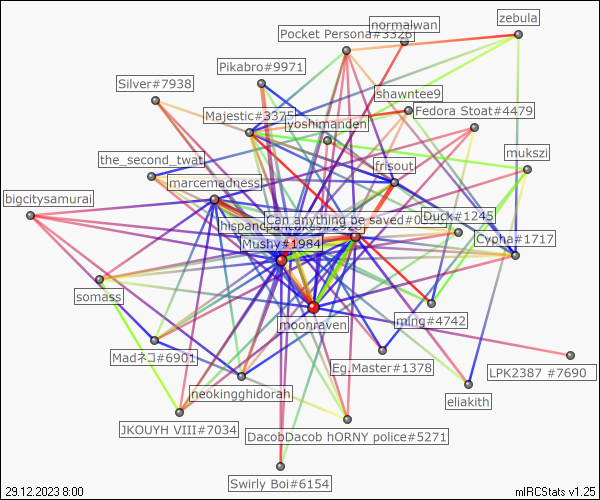 normalwan
zebula
Pocket Persona#3326
Pikabro#9971
Silver#7938
shawntee9
Majestic#3375
Fedora Stoat#4479
yoshimanden
the_second_twat
frisout
mukszi
marcemadness
bigcitysamurai
Can anything be saved#0
Duck#1245
Mushy#1984
Cypha#1717
somass
moonraven
ming#4742
Madネコ#6901
Eg.Master#1378
LPK2387 #7690
neokingghidorah
eliakith
JKOUYH VIII#7034
DacobDacob hORNY police#5271
Swirly Boi#6154
29.12.2023 8:00
mIRCStats v1.25